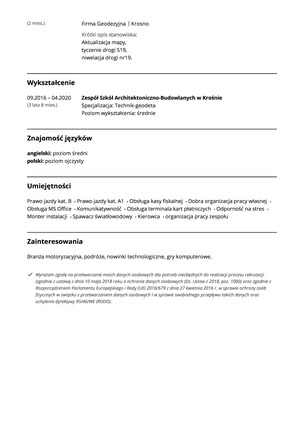 (2 mies.) Firma Geodezyjna | Krosno
Krótki opis stanowiska:
Aktualizacja mapy,
tyczenie drogi S19,
niwelacja drogi nr19.
Wykształcenie
09.2016 – 04.2020 Zespół Szkół Architektoniczno-Budowlanych w Krośnie
(3 lata 8 mies.) Specjalizacja: Technik-geodeta
Poziom wykształcenia: średnie
Znajomość języków
angielski: poziom średni
polski: poziom ojczysty
Umiejętności
Prawo jazdy kat. B • Prawo jazdy kat. A1 • Obsługa kasy fiskalnej • Dobra organizacja pracy własnej •
Obsługa MS Office • Komunikatywność • Obsługa terminala kart płatniczych • Odporność na stres •
Monter instalacji • Spawacz światłowodowy • Kierowca • organizacja pracy zespołu
Zainteresowania
Branża motoryzacyjna, podróże, nowinki technologiczne, gry komputerowe.
✓ Wyrażam zgodę na przetwarzanie moich danych osobowych dla potrzeb niezbędnych do realizacji procesu rekrutacji
(zgodnie z ustawą z dnia 10 maja 2018 roku o ochronie danych osobowych (Dz. Ustaw z 2018, poz. 1000) oraz zgodnie z
Rozporządzeniem Parlamentu Europejskiego i Rady (UE) 2016/679 z dnia 27 kwietnia 2016 r. w sprawie ochrony osób
fizycznych w związku z przetwarzaniem danych osobowych i w sprawie swobodnego przepływu takich danych oraz
uchylenia dyrektywy 95/46/WE (RODO).